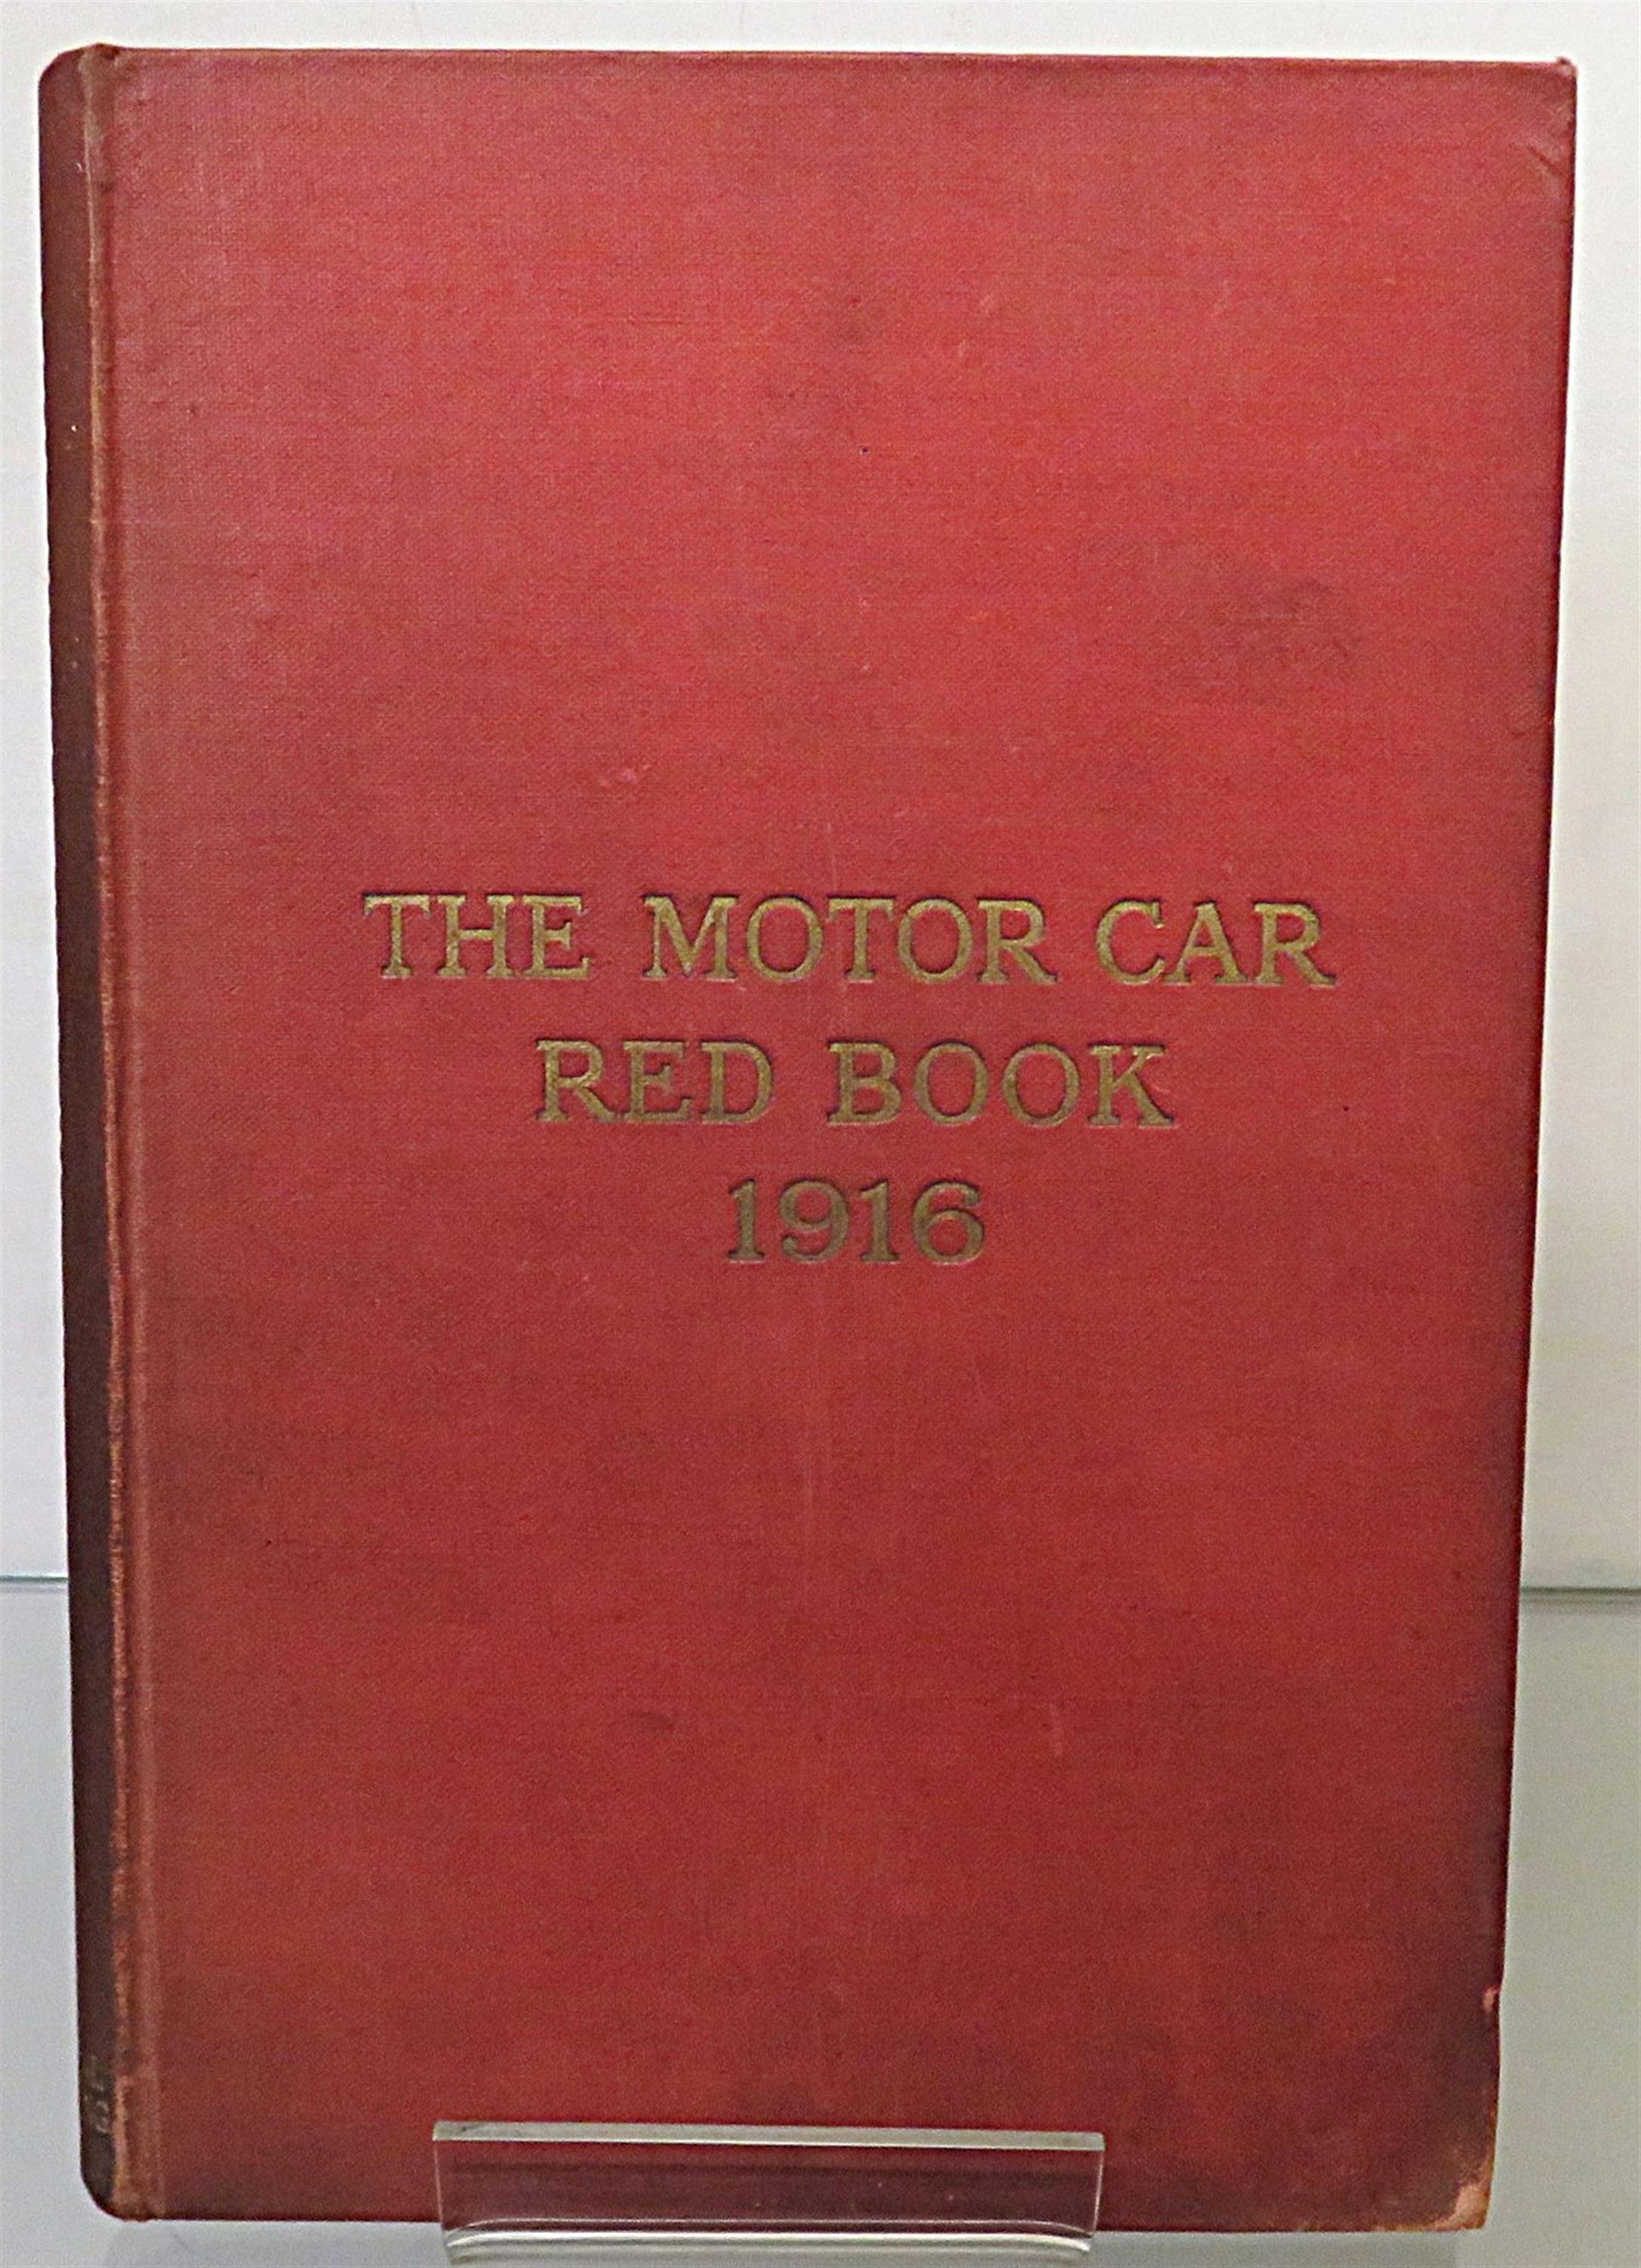 THE MOTOR CAR
RED BOOK
1916